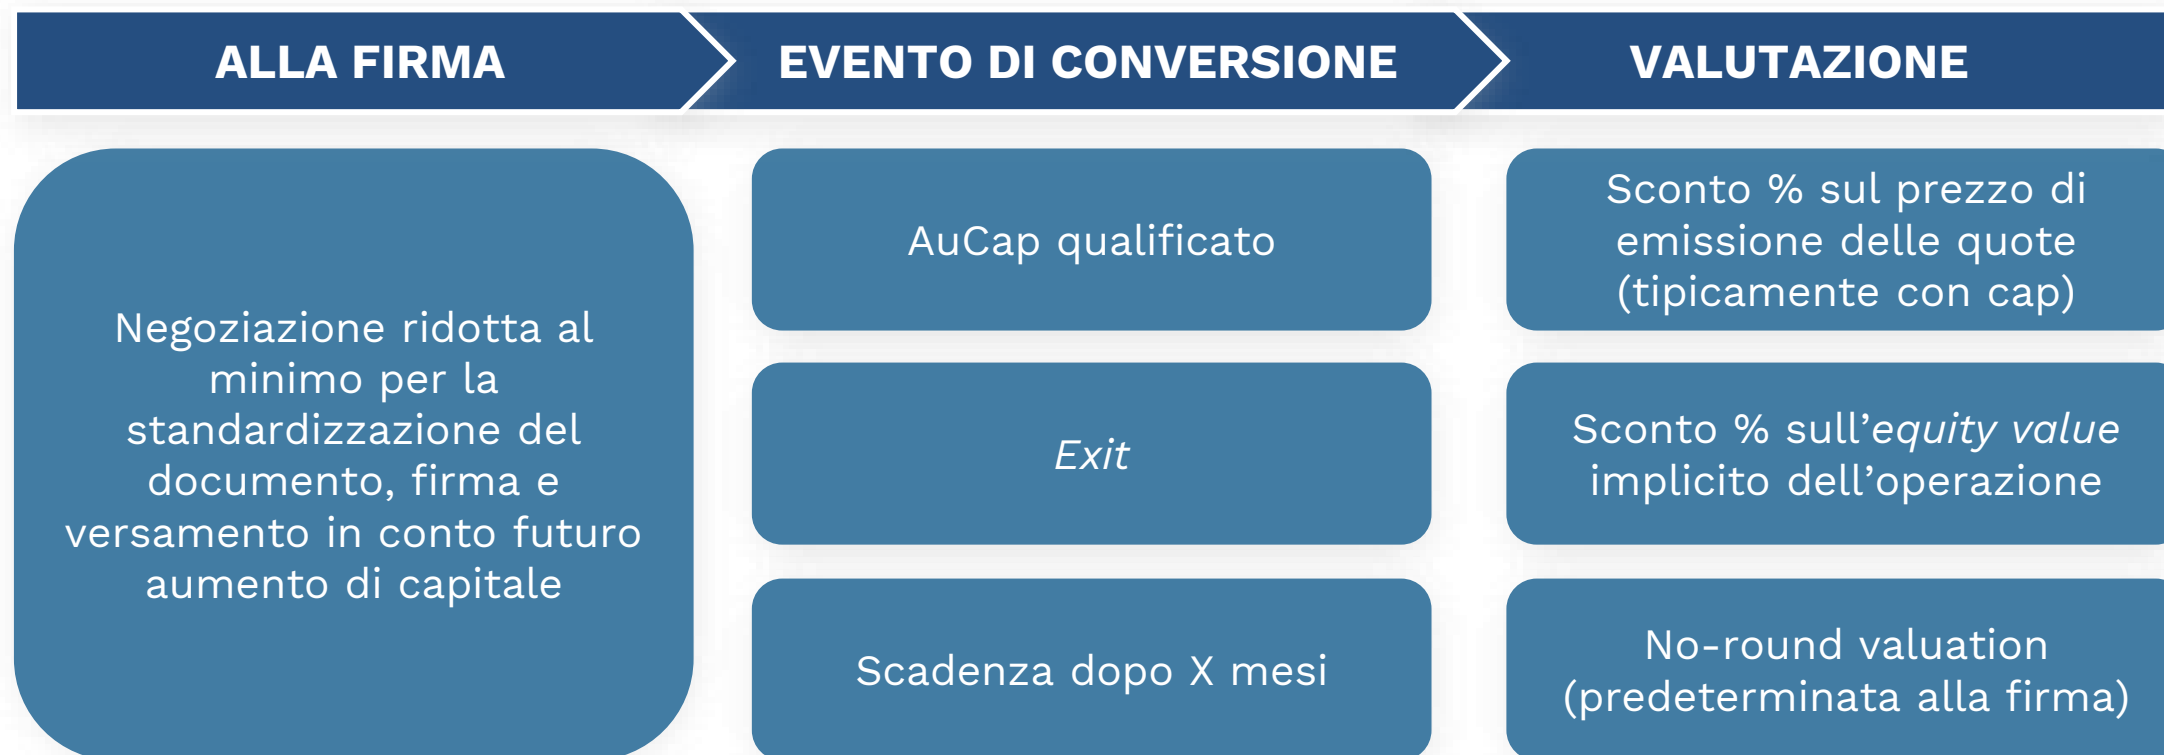 ALLA FIRMA
EVENTO DI CONVERSIONE
VALUTAZIONE
Negoziazione ridotta al
minimo per la
standardizzazione del
documento, firma e
versamento in conto futuro
aumento di capitale
AuCap qualificato
Exit
Scadenza dopo X mesi
Sconto % sul prezzo di
emissione delle quote
(tipicamente con cap)
Sconto % sull’equity value
implicito dell’operazione
No-round valuation
(predeterminata alla firma)